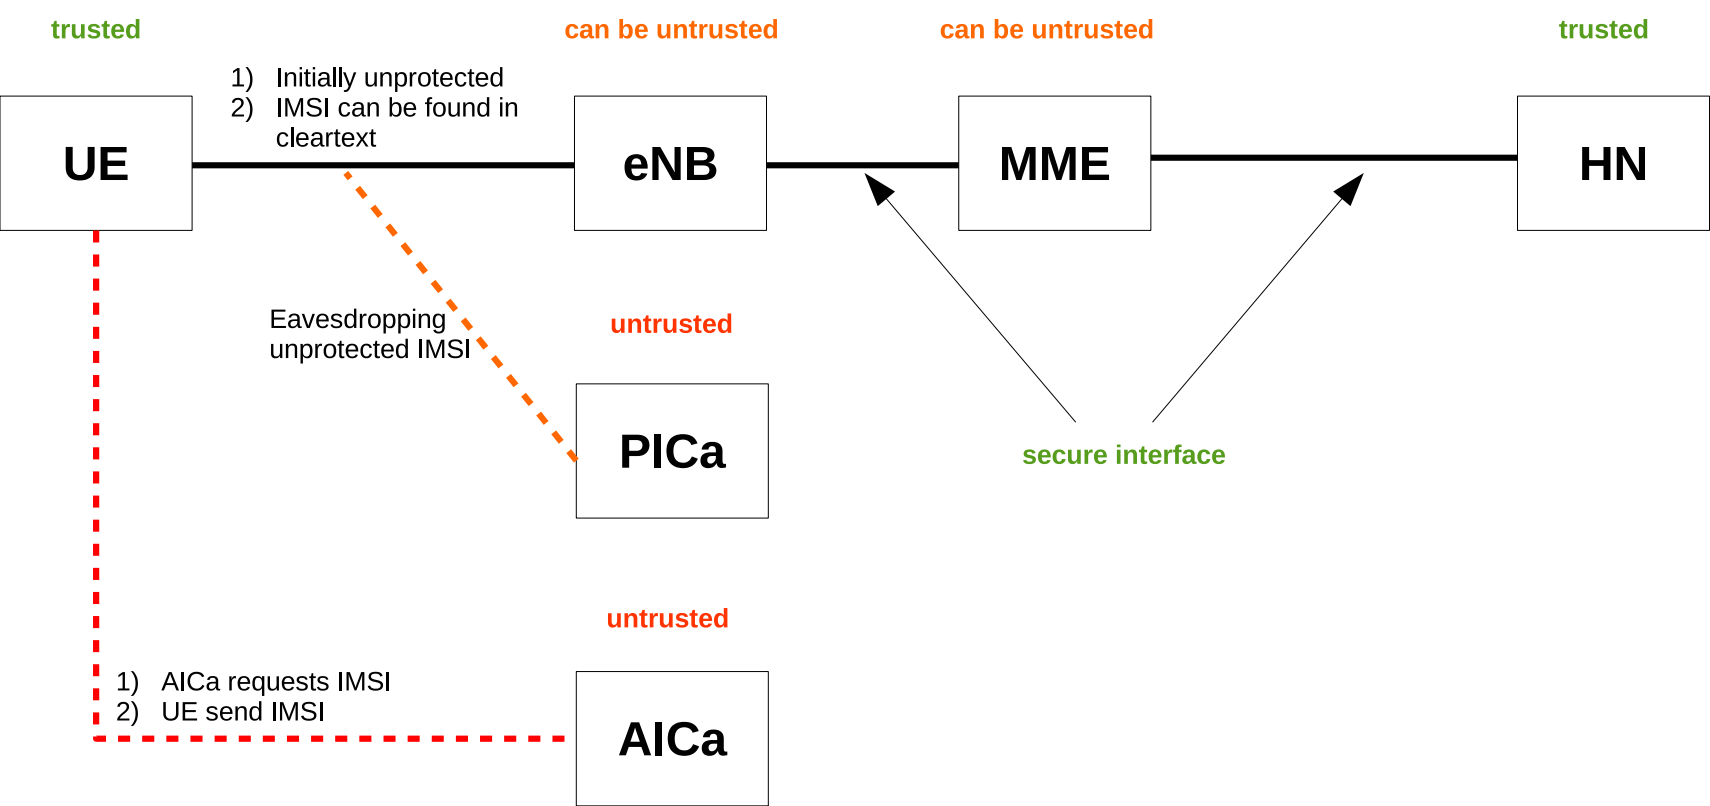 trusted
can be untrusted
can be untrusted
trusted
1) Initially unprotected
2) IMSI can be found in
cleartext
UE
eNB
MME
HN
Eavesdropping
unprotected IMSI
untrusted
PICa
secure interface
untrusted
1) AICa requests IMSI
2) UE send IMSI
AICa